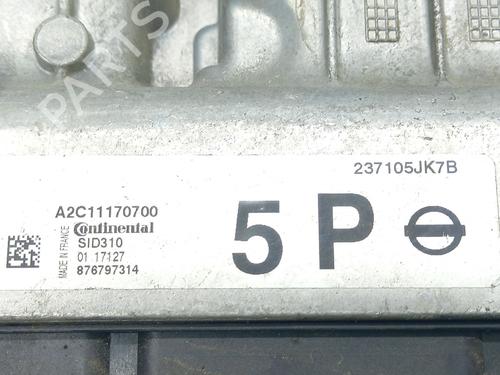 PARTS
237105JK7B
A2C11170700
Continental
SID310
01 17127
876797314
MADE IN FRANCE
5 P